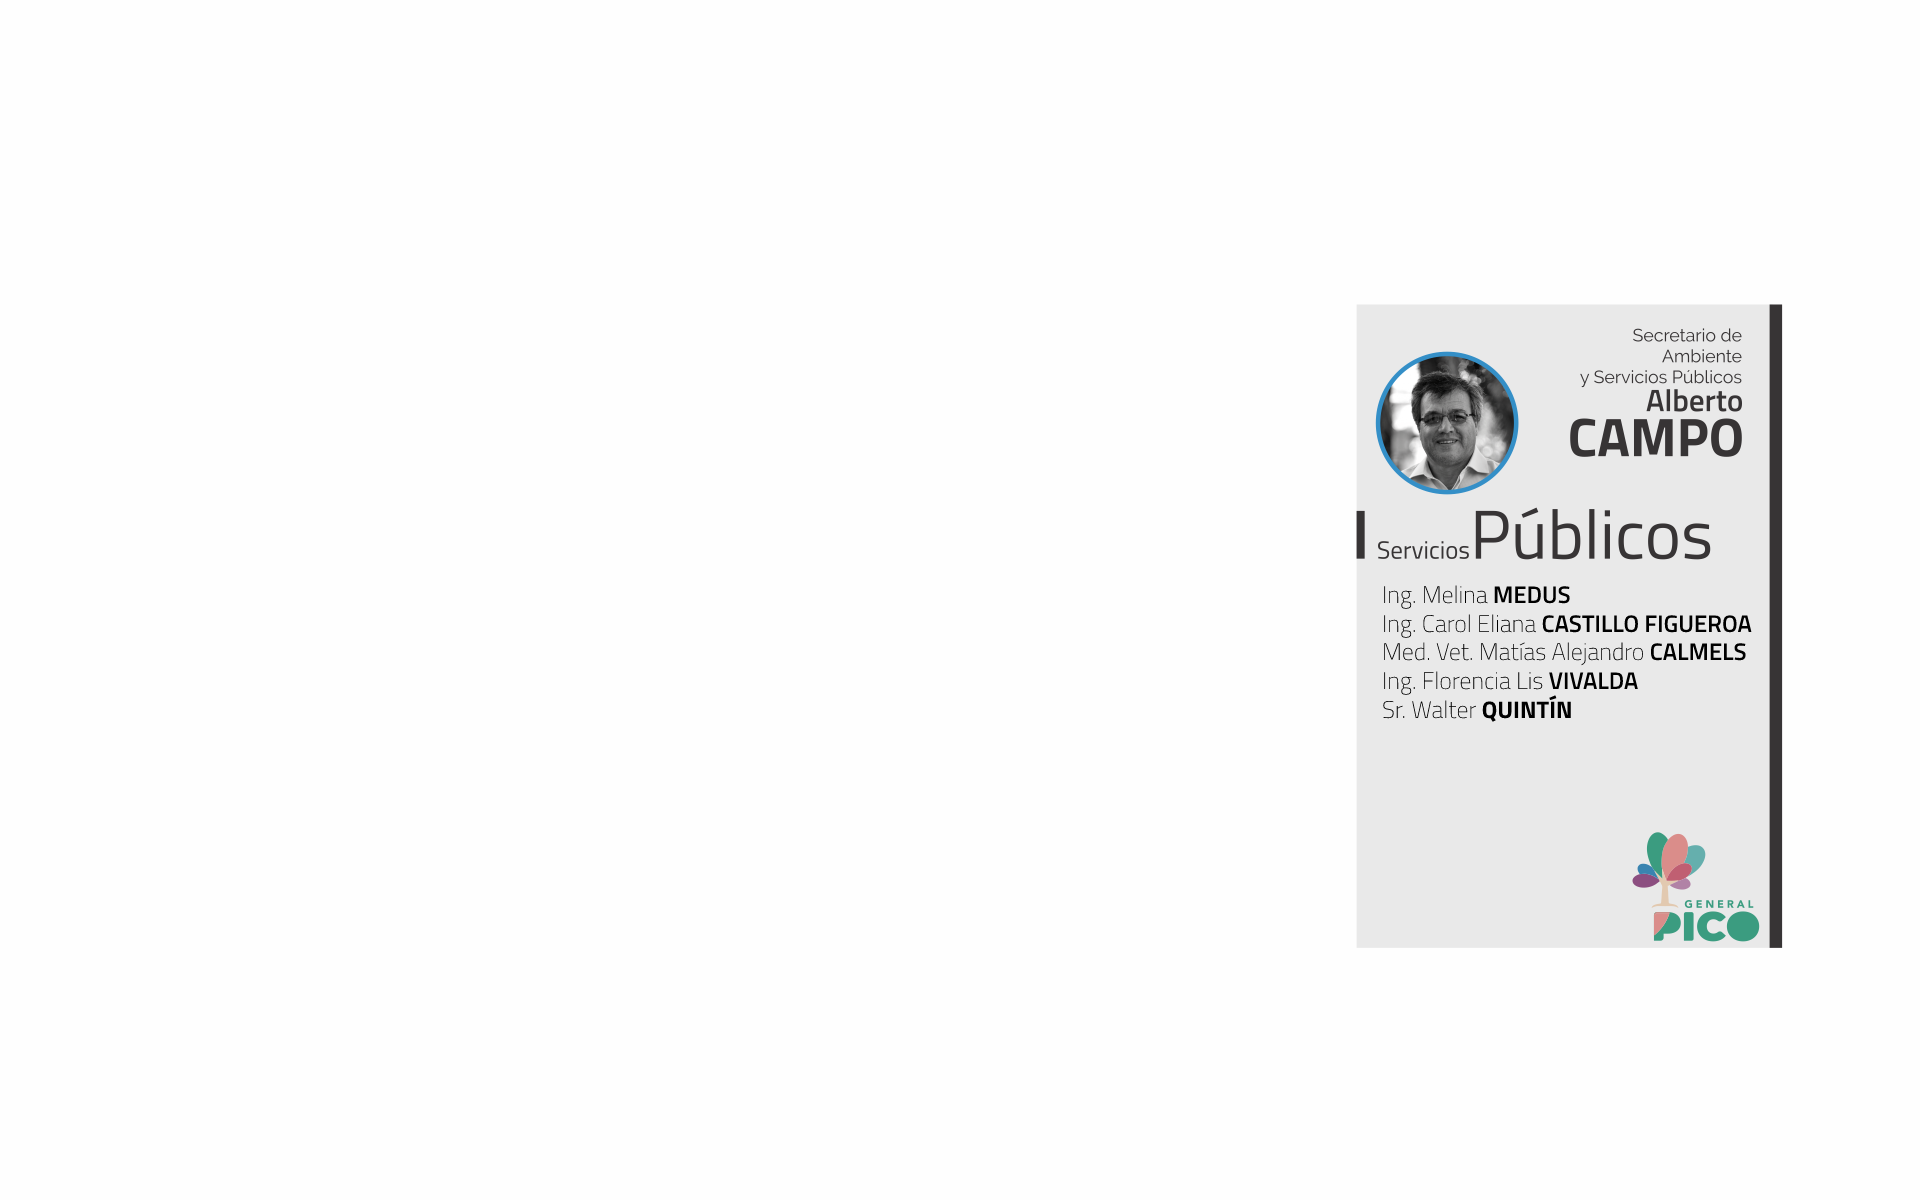 Secretario de
Ambiente
y Servicios Públicos
Alberto
CAMPO
Servicios Públicos
Ing. Melina MEDUS
Ing. Carol Eliana CASTILLO FIGUEROA
Med. Vet. Matías Alejandro CALMELS
Ing. Florencia Lis VIVALDA
Sr. Walter QUINTÍN
GENERAL
PICO